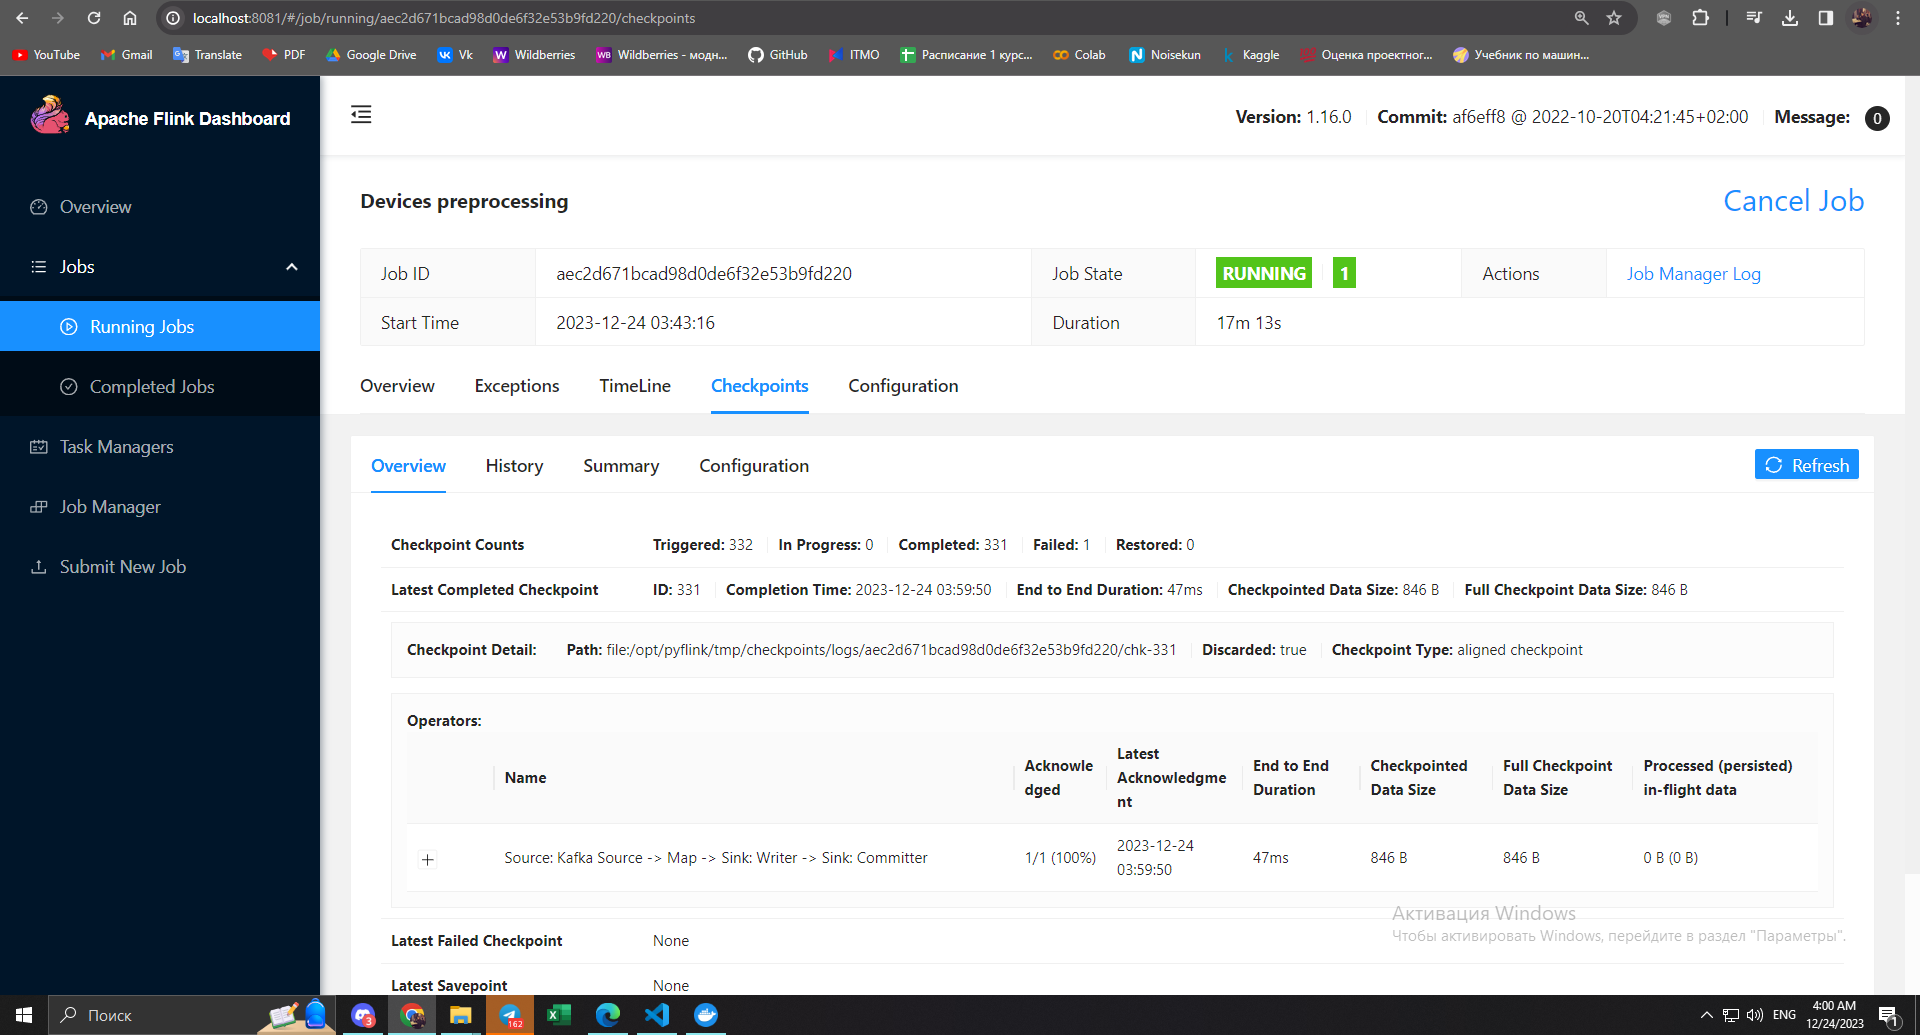 localhost:8081/#/job/running/aec2d671bcad98d0de6f32e53b9fd220/checkpoints
YouTube Gmail Translate PDF Google Drive Vk Wildberries Wildberries - модн... GitHub ITMO Расписание 1 курс... Colab Noisekun Kaggle Оценка проектног... Учебник по машин...
Apache Flink Dashboard
Version: 1.16.0 Commit: af6eff8 @ 2022-10-20T04:21:45+02:00 Message: 0
Overview
Jobs
Running Jobs
Completed Jobs
Task Managers
Job Manager
Submit New Job
Devices preprocessing
Cancel Job
Job ID aec2d671bcad98d0de6f32e53b9fd220 Job State RUNNING 1 Actions Job Manager Log
Start Time 2023-12-24 03:43:16 Duration 17m 13s
Overview Exceptions TimeLine Checkpoints Configuration
Overview History Summary Configuration Refresh
Checkpoint Counts Triggered: 332 In Progress: 0 Completed: 331 Failed: 1 Restored: 0
Latest Completed Checkpoint ID: 331 Completion Time: 2023-12-24 03:59:50 End to End Duration: 47ms Checkpointed Data Size: 846 B Full Checkpoint Data Size: 846 B
Checkpoint Detail: Path: file:/opt/pyflink/tmp/checkpoints/logs/aec2d671bcad98d0de6f32e53b9fd220/chk-331 Discarded: true Checkpoint Type: aligned checkpoint
Operators:
Name
Acknowle
dged
Latest
Acknowledgme
nt
End to End
Duration
Checkpointed
Data Size
Full Checkpoint
Data Size
Processed (persisted)
in-flight data
Source: Kafka Source -> Map -> Sink: Writer -> Sink: Committer 1/1 (100%)
2023-12-24
03:59:50
47ms 846 B 846 B 0 B (0 B)
Latest Failed Checkpoint None
Latest Savepoint None
Активация Windows
Чтобы активировать Windows, перейдите в раздел "Параметры".
Поиск
3
162
ENG
4:00 AM
12/24/2023
1